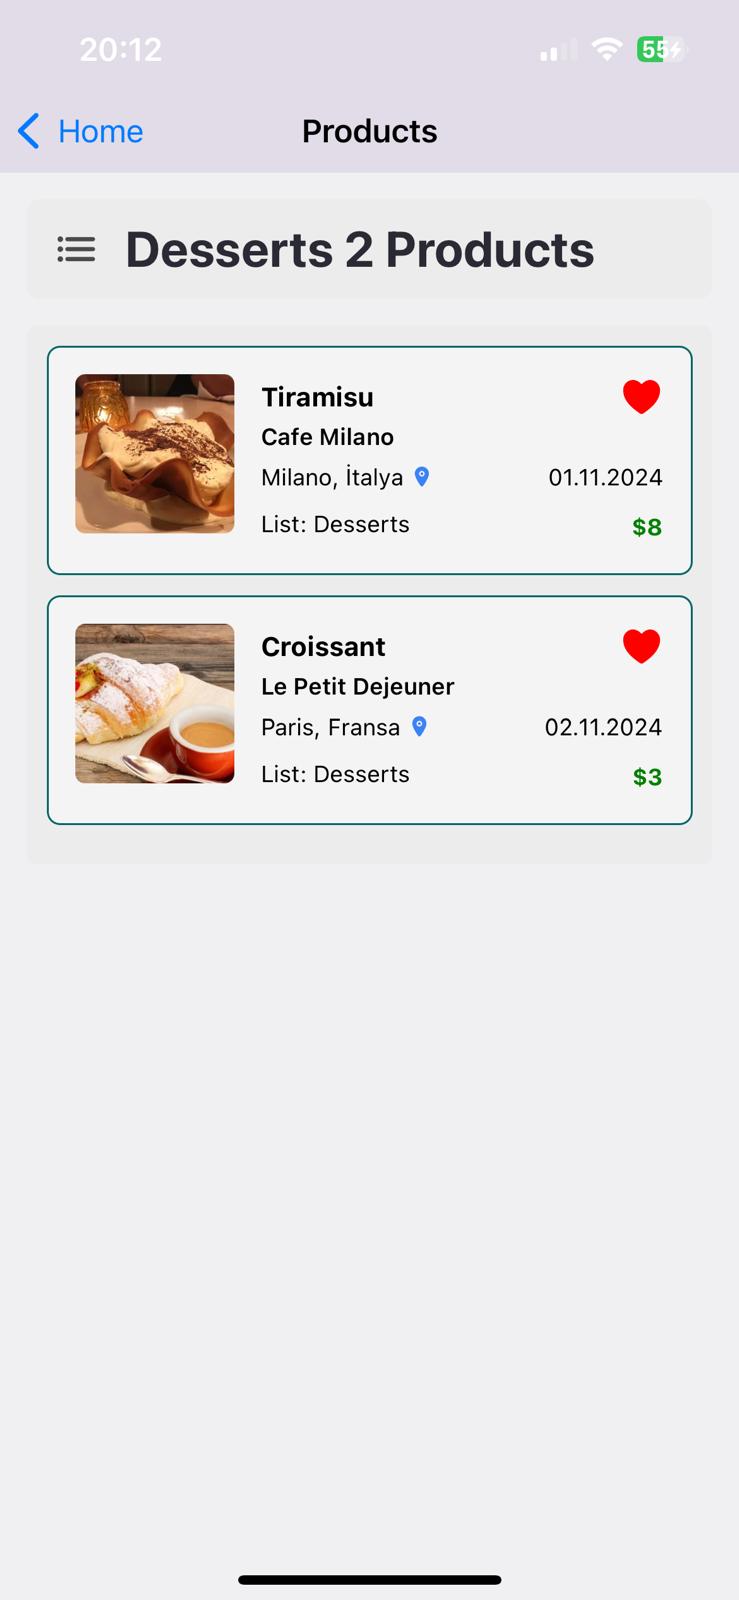 20:12
55
Home
Products
Desserts 2 Products
Tiramisu
Cafe Milano
Milano, İtalya
01.11.2024
List: Desserts
$8
Croissant
Le Petit Dejeuner
Paris, Fransa
02.11.2024
List: Desserts
$3